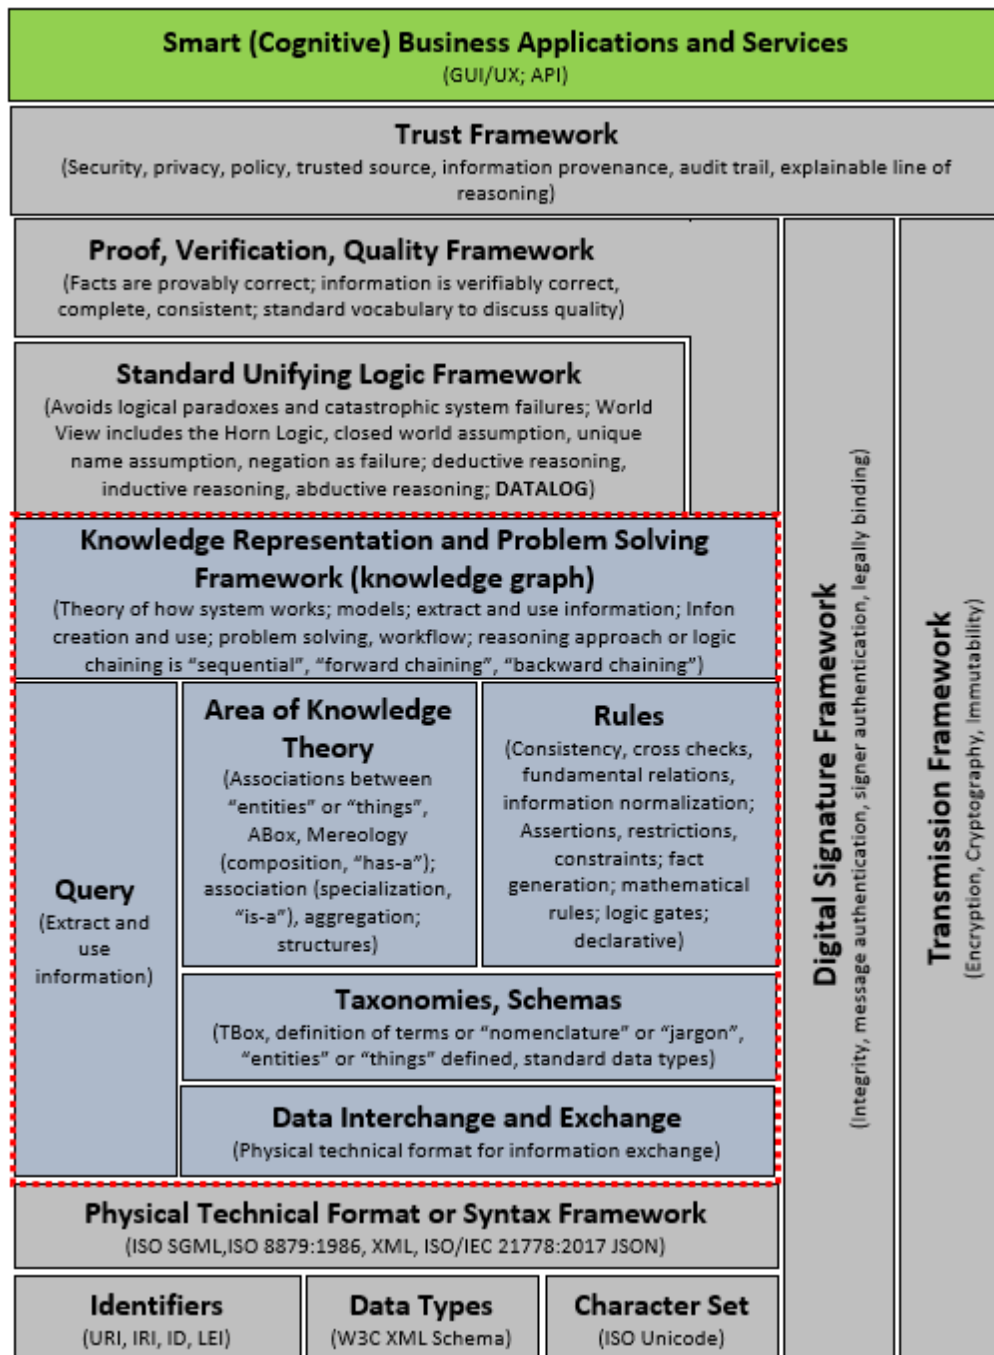 Smart (Cognitive) Business Applications and Services
(GUI/UX; API)
Trust Framework
(Security, privacy, policy, trusted source, information provenance, audit trail, explainable line of
reasoning)
Proof, Verification, Quality Framework
(Facts are provably correct; information is verifiably correct,
complete, consistent; standard vocabulary to discuss quality)
Standard Unifying Logic Framework
(Avoids logical paradoxes and catastrophic system failures; World
View includes the Horn Logic, closed world assumption, unique
name assumption, negation as failure; deductive reasoning,
inductive reasoning, abductive reasoning; DATALOG)
Knowledge Representation and Problem Solving
Framework (knowledge graph)
(Theory of how system works; models; extract and use information; Infon
creation and use; problem solving, workflow; reasoning approach or logic
chaining is “sequential”, “forward chaining”, “backward chaining”)
Query
(Extract and
use
information)
Area of Knowledge
Theory
(Associations between
“entities” or “things”,
ABox, Mereology
(composition, “has-a”);
association (specialization,
“is-a”), aggregation;
structures)
Rules
(Consistency, cross checks,
fundamental relations,
information normalization;
Assertions, restrictions,
constraints; fact
generation; mathematical
rules; logic gates;
declarative)
Taxonomies, Schemas
(TBox, definition of terms or “nomenclature” or “jargon”,
“entities” or “things” defined, standard data types)
Data Interchange and Exchange
(Physical technical format for information exchange)
Physical Technical Format or Syntax Framework
(ISO SGML,ISO 8879:1986, XML, ISO/IEC 21778:2017 JSON)
Identifiers
(URI, IRI, ID, LEI)
Data Types
(W3C XML Schema)
Character Set
(ISO Unicode)
Digital Signature Framework
(Integrity, message authentication, signer authentication, legally binding)
Transmission Framework
(Encryption, Cryptography, Immutability)